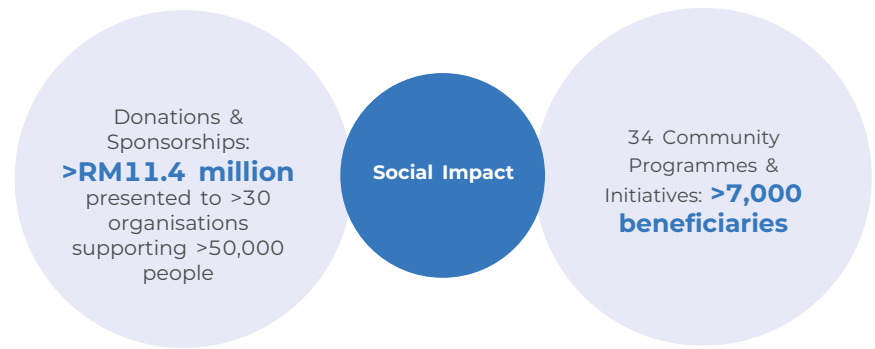 Donations &
Sponsorships:
>RM11.4 million
presented to >30
organisations
supporting >50,000
people
Social Impact
34 Community
Programmes &
Initiatives: >7,000
beneficiaries